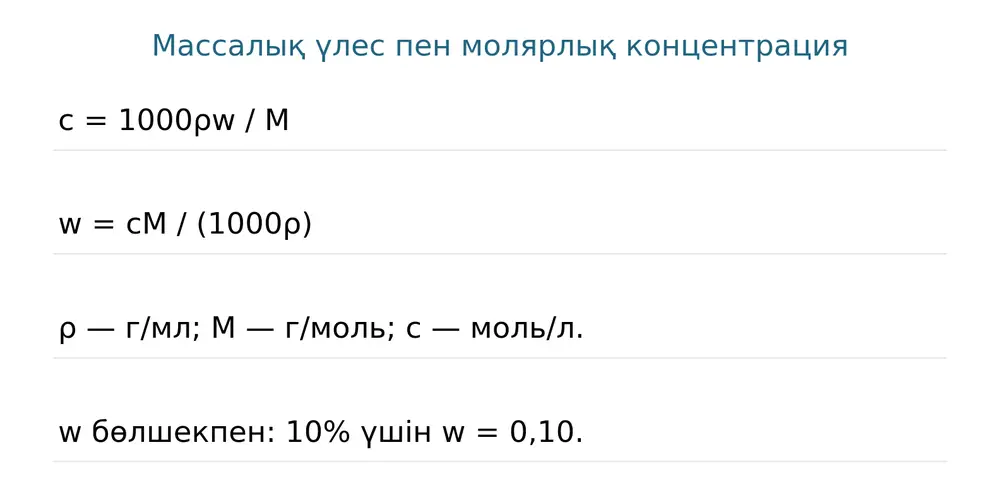 Массалық үлес пен молярлық концентрация
c = 1000ρw / M
w = cM / (1000ρ)
ρ — г/мл; M — г/моль; c — моль/л.
w бөлшекпен: 10% үшін w = 0,10.